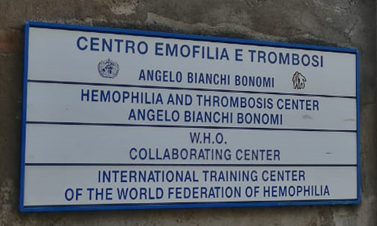 CENTRO EMOFILIA E TROMBOSI
ANGELO BIANCHI BONOMI
HEMOPHILIA AND THROMBOSIS CENTER
ANGELO BIANCHI BONOMI
W.H.O.
COLLABORATING CENTER
INTERNATIONAL TRAINING CENTER
OF THE WORLD FEDERATION OF HEMOPHILIA